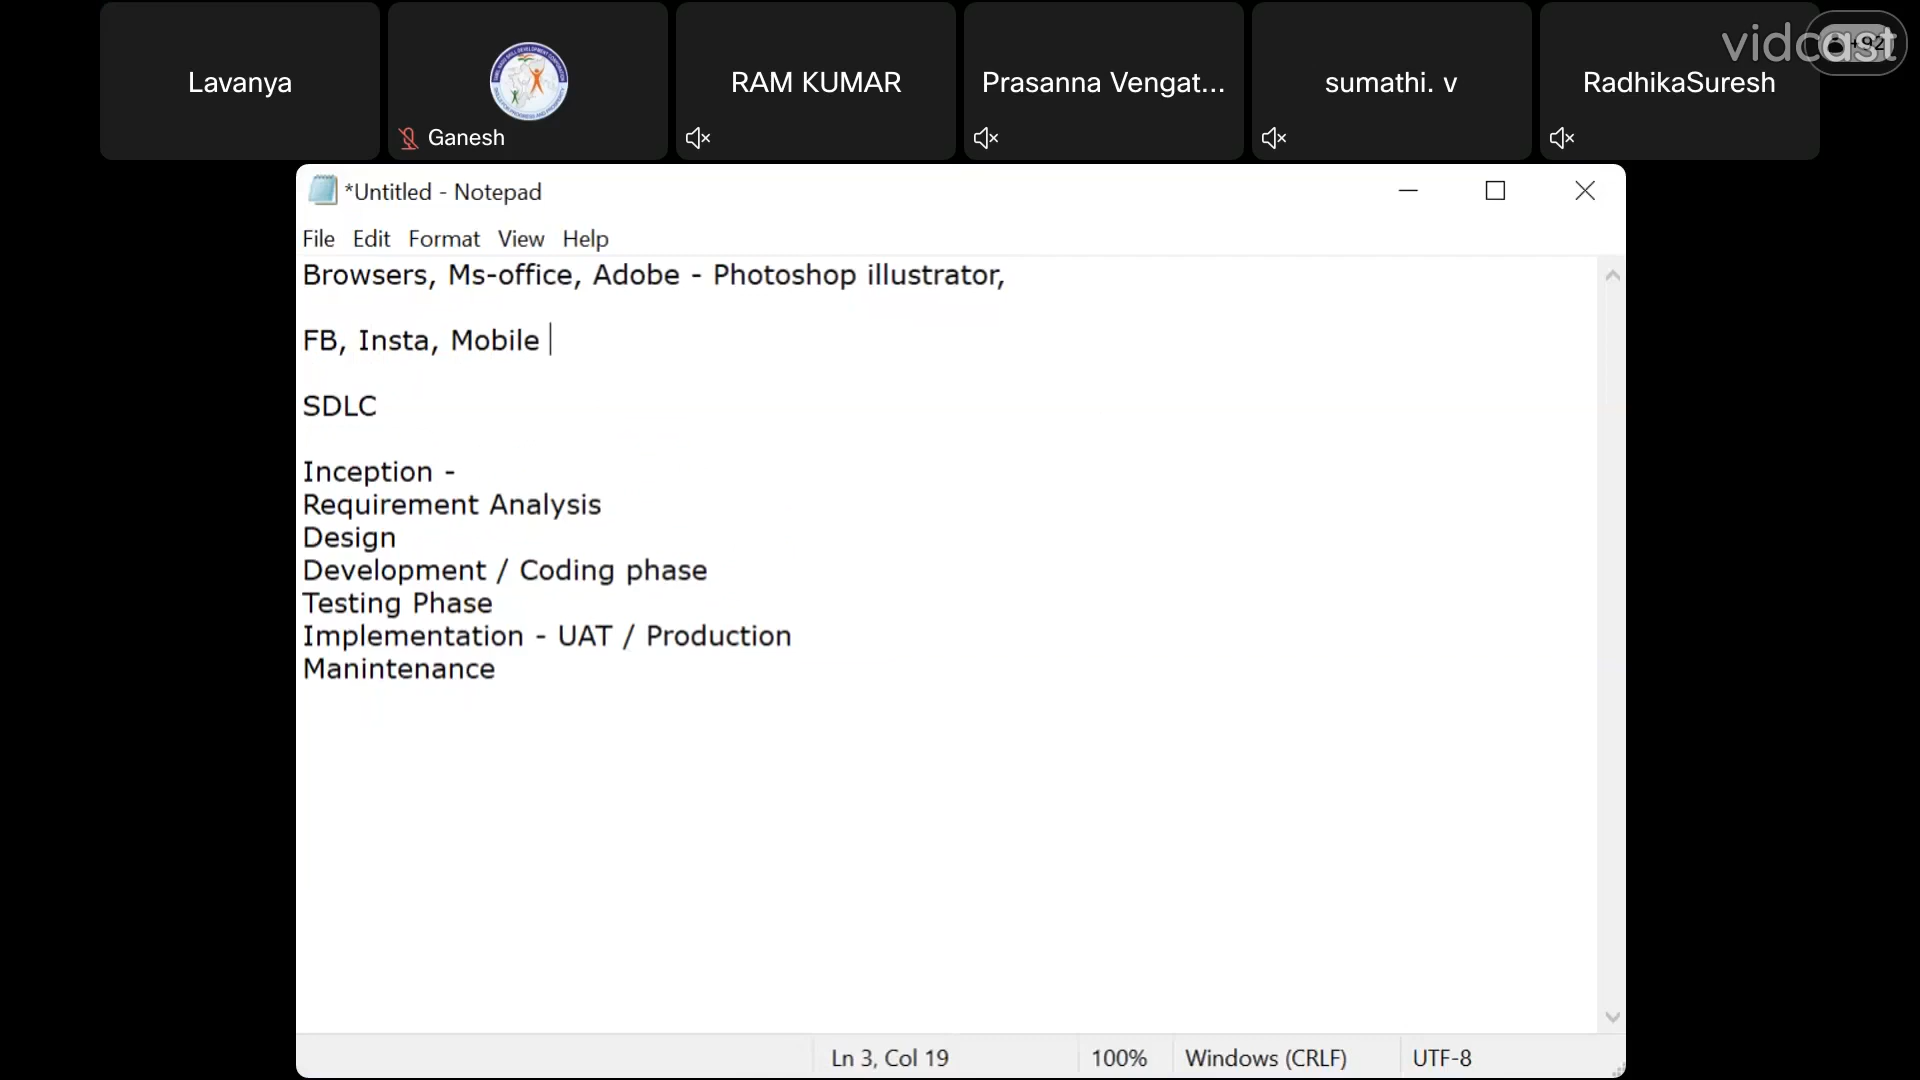 Lavanya
Ganesh
RAM KUMAR
Prasanna Vengat...
sumathi. v
RadhikaSuresh
vidcast
+92
*Untitled - Notepad
File Edit Format View Help
Browsers, Ms-office, Adobe - Photoshop illustrator,
FB, Insta, Mobile
SDLC
Inception -
Requirement Analysis
Design
Development / Coding phase
Testing Phase
Implementation - UAT / Production
Manintenance
Ln 3, Col 19
100%
Windows (CRLF)
UTF-8